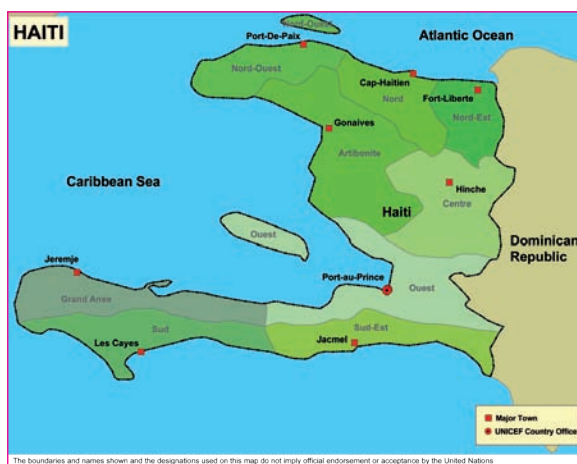 HAITI
Nord-Ouest
Port-De-Paix
Atlantic Ocean
Nord-Ouest
Cap-Haïtien
Nord
Fort-Liberte
Nord-Est
Gonaives
Artibonite
Caribbean Sea
Hinche
Centre
Haiti
Ouest
Dominican
Republic
Jeremje
Port-au-Prince
Ouest
Grand Anse
Sud
Sud-Est
Les Cayes
Jacmel
Major Town
UNICEF Country Office
The boundaries and names shown and the designations used on this map do not imply official endorsement or acceptance by the United Nations